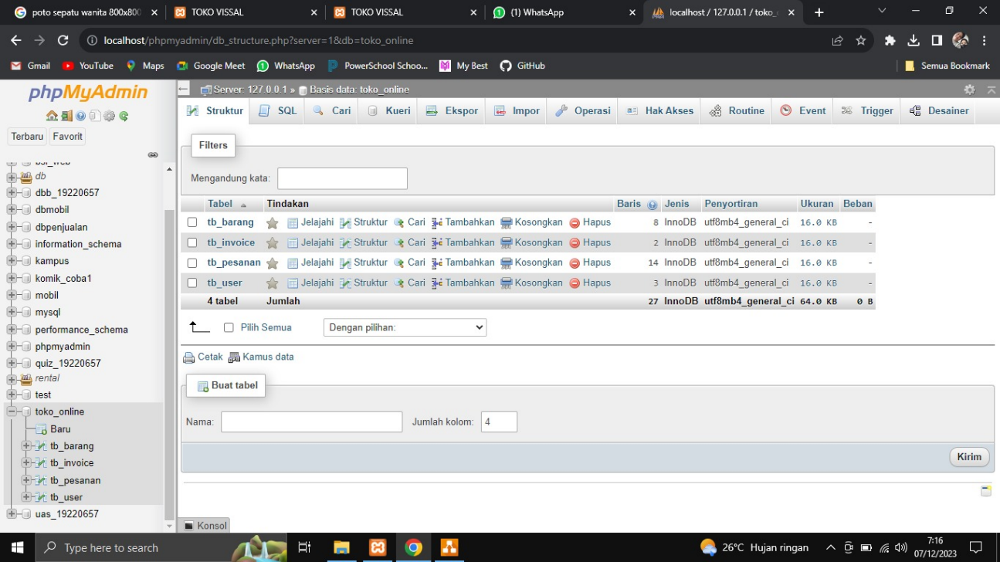 poto sepatu wanita 800x800
TOKO VISSAL
TOKO VISSAL
(1) WhatsApp
localhost / 127.0.0.1 / toko_
localhost/phpmyadmin/db_structure.php?server=1&db=toko_online
Gmail YouTube Maps Google Meet WhatsApp PowerSchool Schoo... My Best GitHub Semua Bookmark
phpMyAdmin
Terbaru Favorit
db
dbb_19220657
dbmobil
dbpenjualan
information_schema
kampus
komik_coba1
mobil
mysql
performance_schema
phpmyadmin
quiz_19220657
rental
test
toko_online
Baru
tb_barang
tb_invoice
tb_pesanan
tb_user
uas_19220657
Server: 127.0.0.1 » Basis data: toko_online
Struktur SQL Cari Kueri Ekspor Impor Operasi Hak Akses Routine Event Trigger Desainer
Filters
Mengandung kata:
Tabel Tindakan Baris Jenis Penyortiran Ukuran Beban
tb_barang Jelajahi Struktur Cari Tambahkan Kosongkan Hapus 8 InnoDB utf8mb4_general_ci 16.0 KB -
tb_invoice Jelajahi Struktur Cari Tambahkan Kosongkan Hapus 2 InnoDB utf8mb4_general_ci 16.0 KB -
tb_pesanan Jelajahi Struktur Cari Tambahkan Kosongkan Hapus 14 InnoDB utf8mb4_general_ci 16.0 KB -
tb_user Jelajahi Struktur Cari Tambahkan Kosongkan Hapus 3 InnoDB utf8mb4_general_ci 16.0 KB -
4 tabel Jumlah 27 InnoDB utf8mb4_general_ci 64.0 KB 0 B
Pilih Semua Dengan pilihan:
Cetak Kamus data
Buat tabel
Nama: Jumlah kolom: 4
Kirim
Konsol
Type here to search
26°C Hujan ringan
7:16
07/12/2023